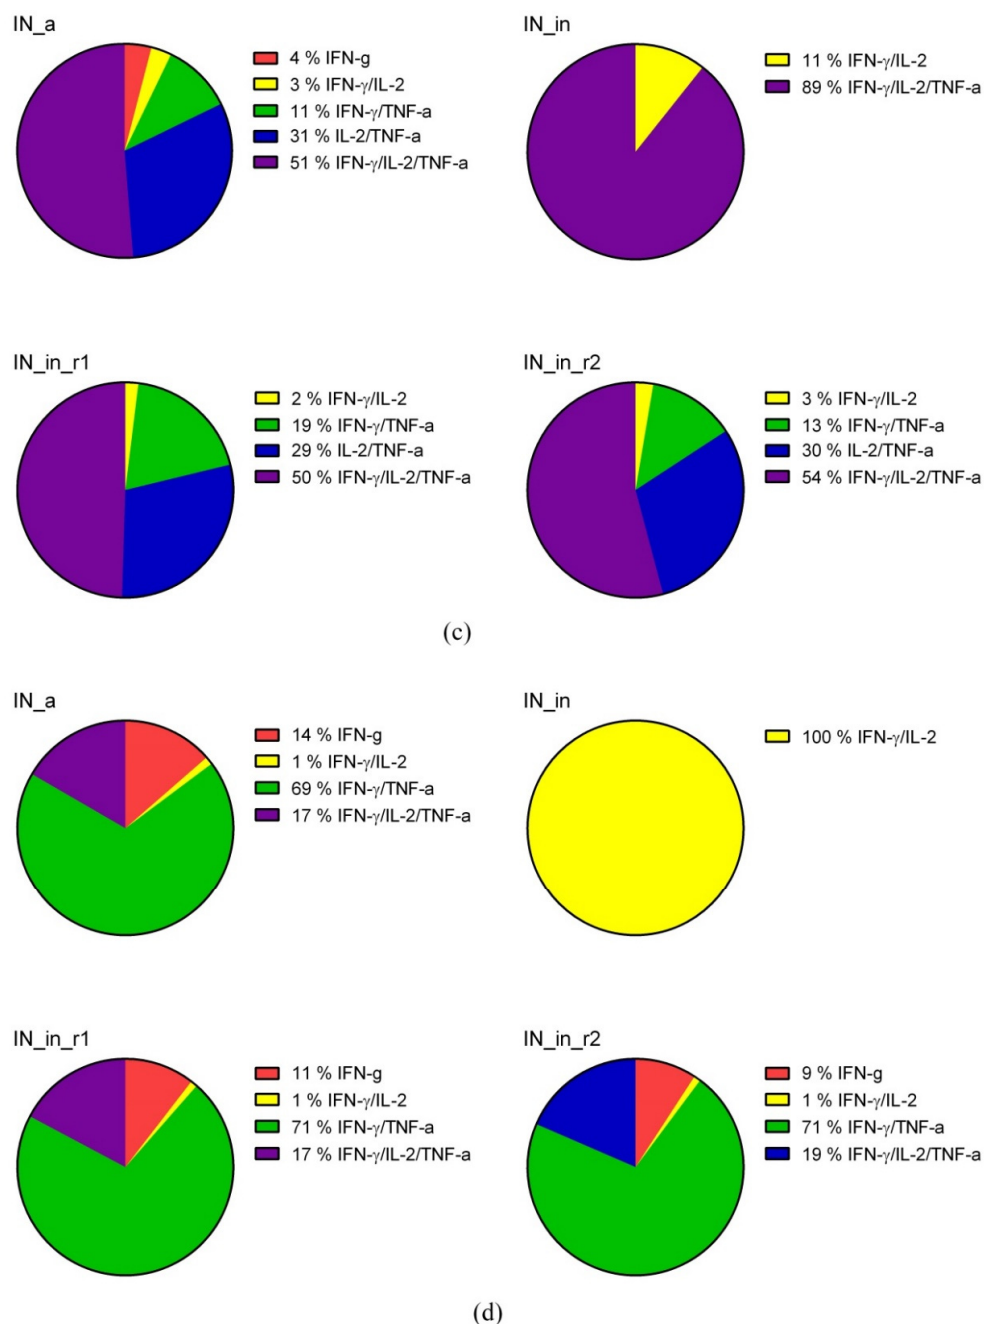 IN_a
4 % IFN-g
3 % IFN-γ/IL-2
11 % IFN-γ/TNF-a
31 % IL-2/TNF-a
51 % IFN-γ/IL-2/TNF-a
IN_in
11 % IFN-γ/IL-2
89 % IFN-γ/IL-2/TNF-a
IN_in_r1
2 % IFN-γ/IL-2
19 % IFN-γ/TNF-a
29 % IL-2/TNF-a
50 % IFN-γ/IL-2/TNF-a
IN_in_r2
3 % IFN-γ/IL-2
13 % IFN-γ/TNF-a
30 % IL-2/TNF-a
54 % IFN-γ/IL-2/TNF-a
(c)
IN_a
14 % IFN-g
1 % IFN-γ/IL-2
69 % IFN-γ/TNF-a
17 % IFN-γ/IL-2/TNF-a
IN_in
100 % IFN-γ/IL-2
IN_in_r1
11 % IFN-g
1 % IFN-γ/IL-2
71 % IFN-γ/TNF-a
17 % IFN-γ/IL-2/TNF-a
IN_in_r2
9 % IFN-g
1 % IFN-γ/IL-2
71 % IFN-γ/TNF-a
19 % IFN-γ/IL-2/TNF-a
(d)